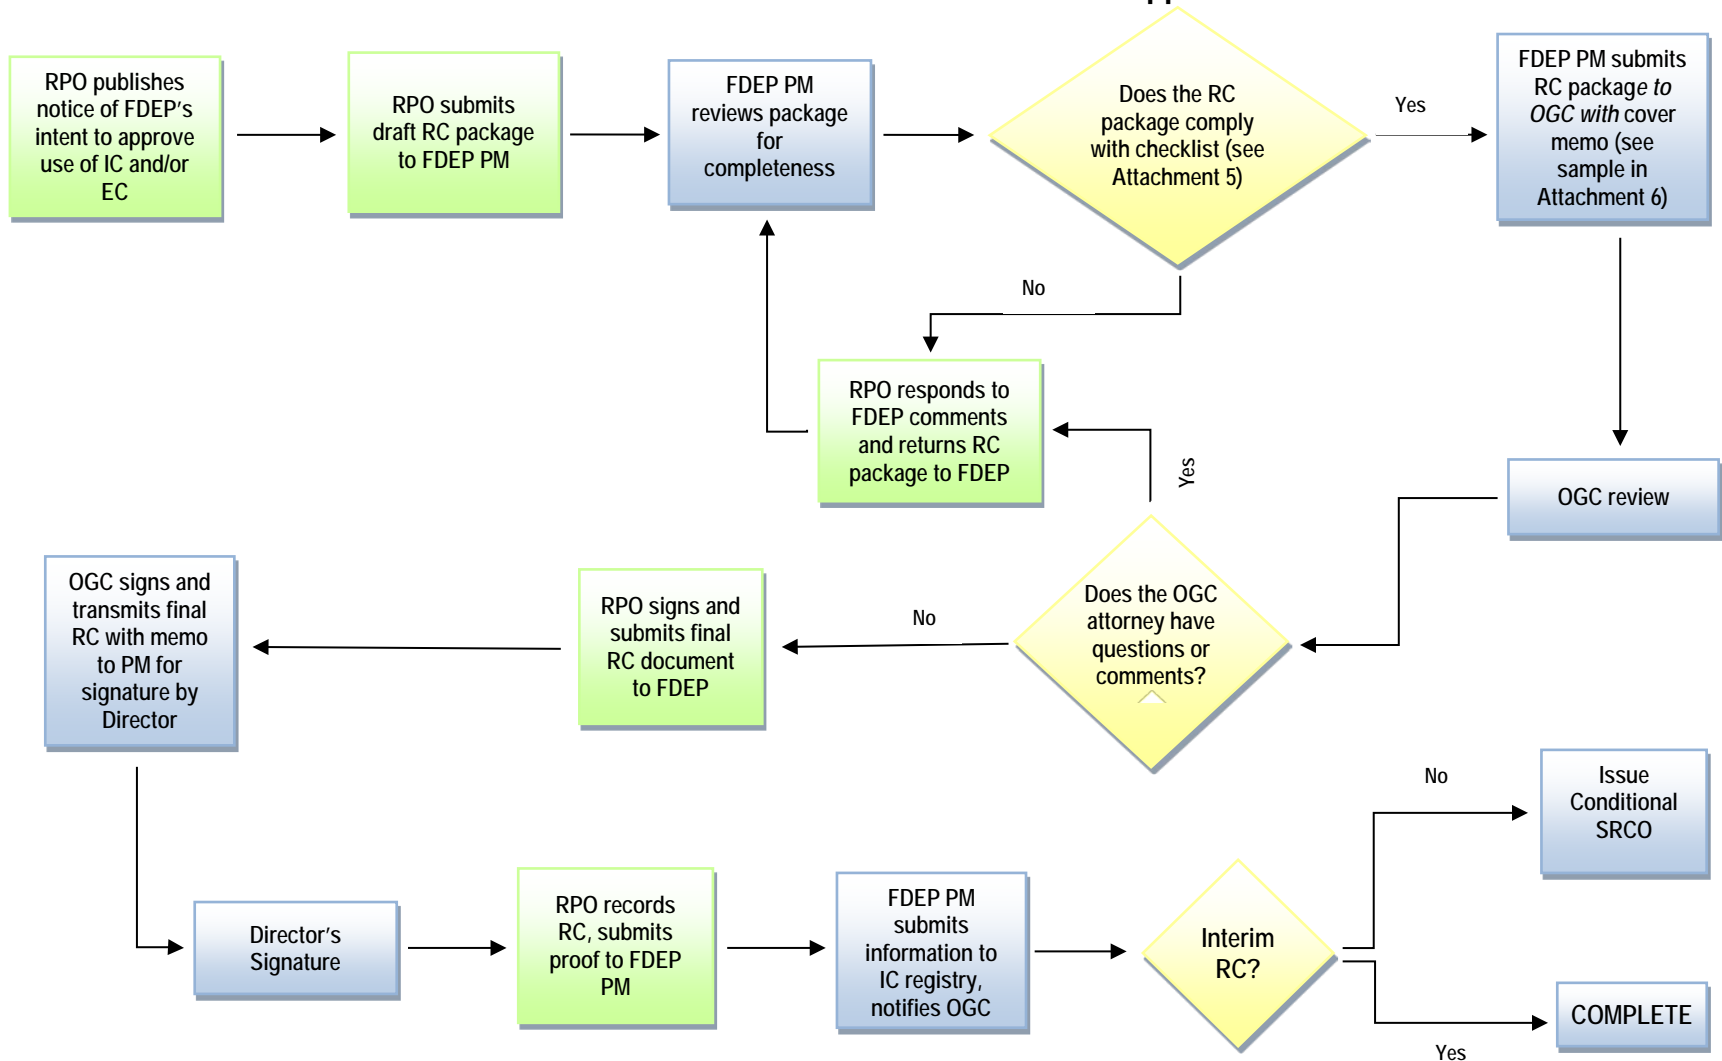 RPO publishes
notice of FDEP's
intent to approve
use of IC and/or
EC
RPO submits
draft RC package
to FDEP PM
FDEP PM
reviews package
for
completeness
Does the RC
package comply
with checklist (see
Attachment 5)
Yes
FDEP PM submits
RC package to
OGC with cover
memo (see
sample in
Attachment 6)
No
RPO responds to
FDEP comments
and returns RC
package to FDEP
Yes
OGC review
OGC signs and
transmits final
RC with memo
to PM for
signature by
Director
RPO signs and
submits final
RC document
to FDEP
No
Does the OGC
attorney have
questions or
comments?
No
Issue
Conditional
SRCO
Director's
Signature
RPO records
RC, submits
proof to FDEP
PM
FDEP PM
submits
information to
IC registry,
notifies OGC
Interim
RC?
COMPLETE
Yes